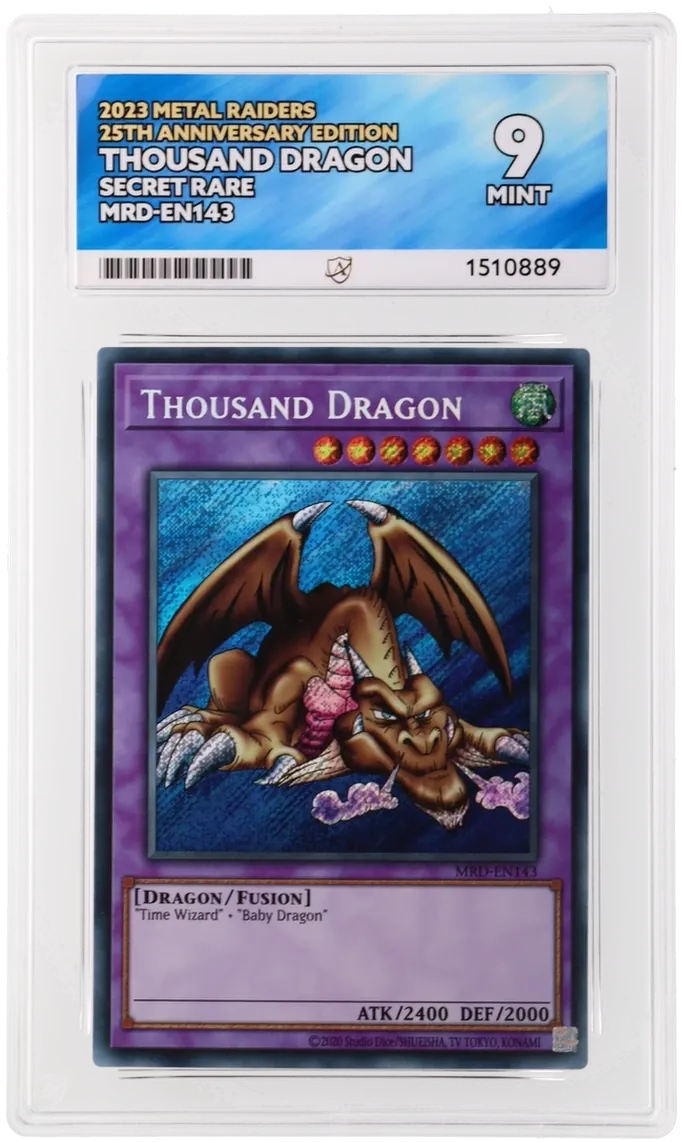 2023 METAL RAIDERS
25TH ANNIVERSARY EDITION
THOUSAND DRAGON
SECRET RARE
MRD-EN143
9
MINT
1510889
THOUSAND DRAGON
風
MRD-EN143
[DRAGON/FUSION]
"Time Wizard" + "Baby Dragon"
ATK/2400 DEF/2000
©2020 Studio Dice/SHUEISHA, TV TOKYO, KONAMI